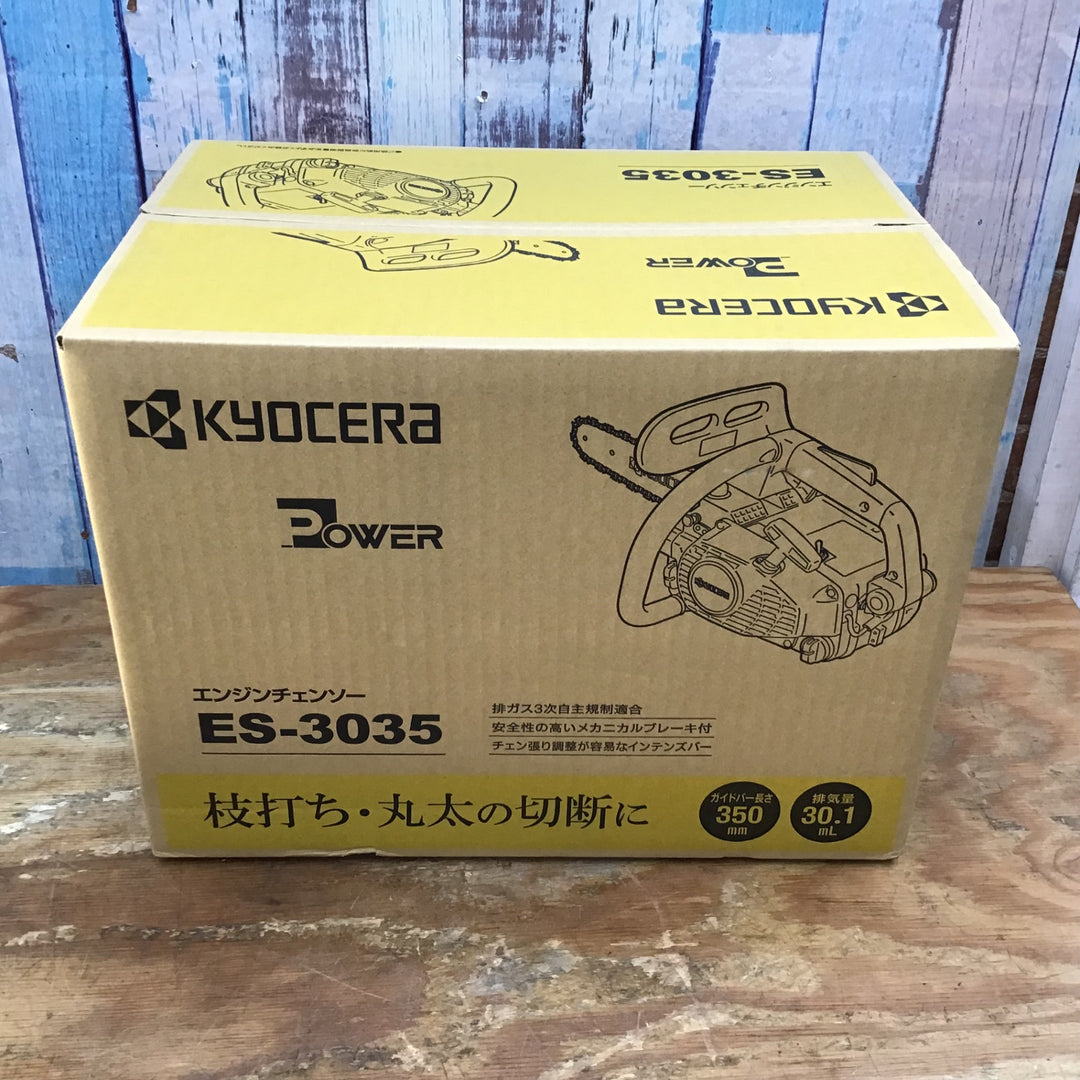 エンジンチェンソー
ES-3035
POWER
KYOCERA
KYOCERA
POWER
KYOCERA
エンジンチェンソー
ES-3035
排ガス3次自主規制適合
安全性の高いメカニカルブレーキ付
チェン張り調整が容易なインテンズバー
枝打ち・丸太の切断に
ガイドバー長さ
350
mm
排気量
30.1
mL